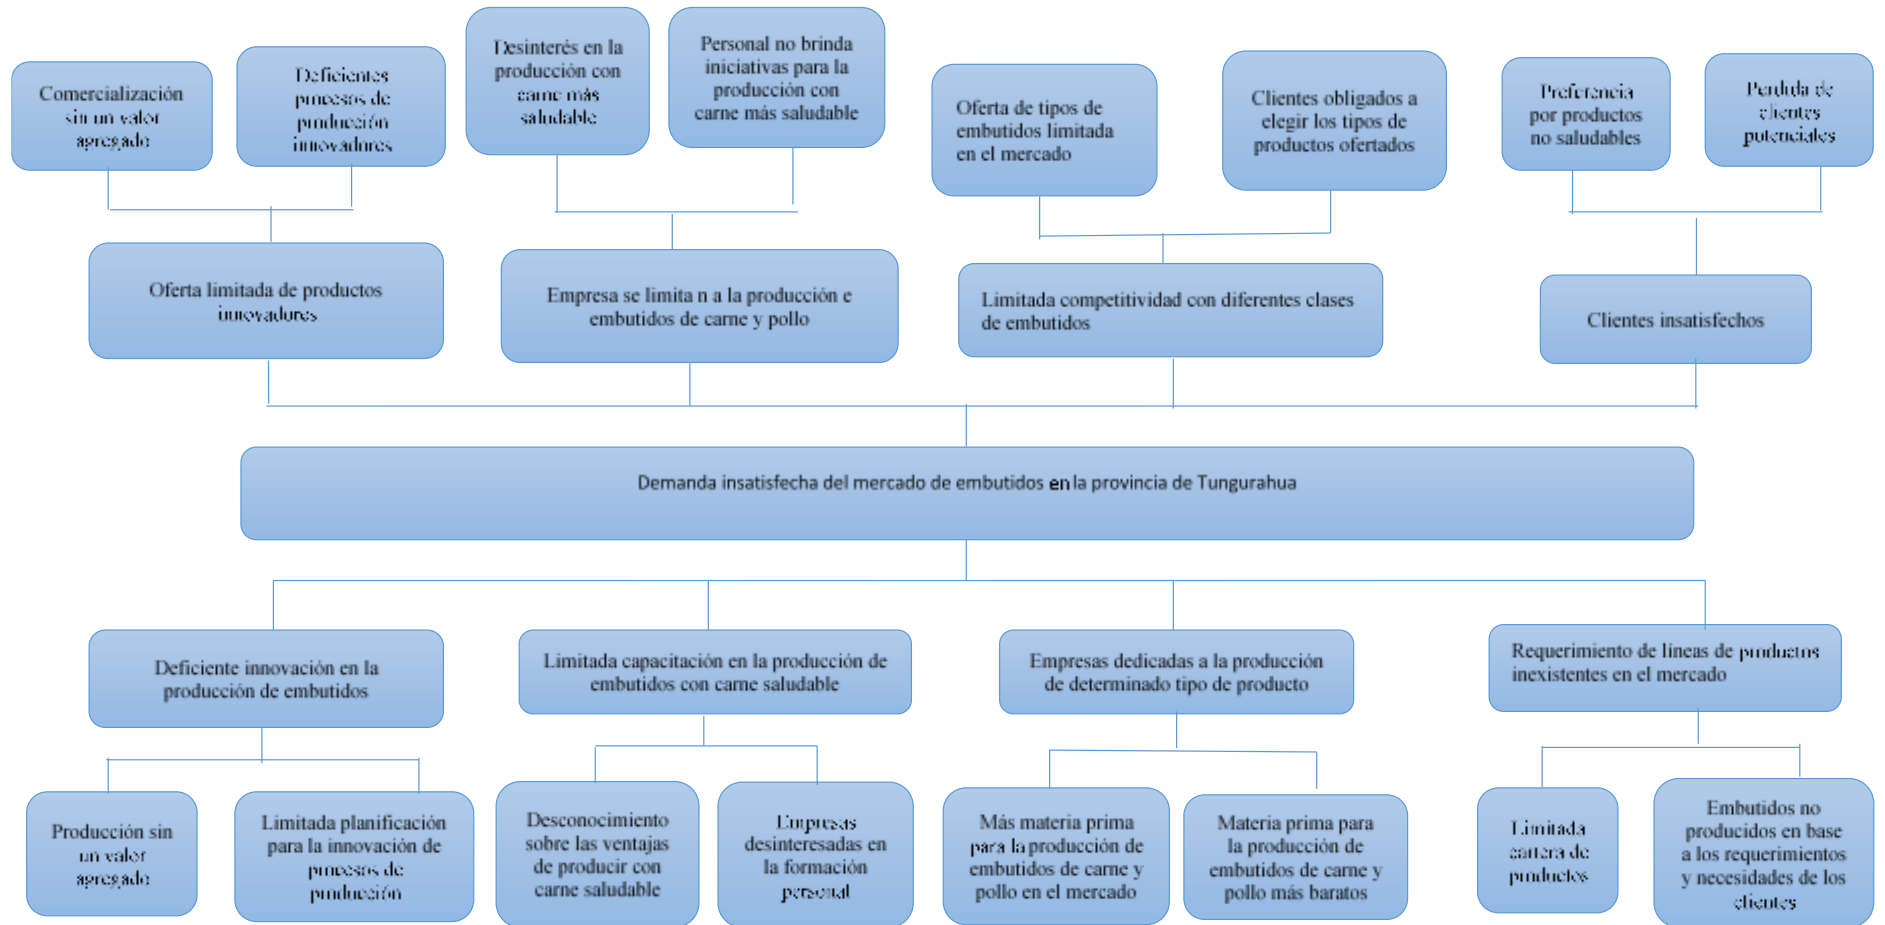 Comercialización
sin un valor
agregado
Deficientes
procesos de
producción
innovadores
Desinterés en la
producción con
carne más
saludable
Personal no brinda
iniciativas para la
producción con
carne más saludable
Oferta de tipos de
embutidos limitada
en el mercado
Clientes obligados a
elegir los tipos de
productos ofertados
Preferencia
por productos
no saludables
Perdida de
clientes
potenciales
Oferta limitada de productos
innovadores
Empresa se limita n a la producción e
embutidos de carne y pollo
Limitada competitividad con diferentes clases
de embutidos
Clientes insatisfechos
Demanda insatisfecha del mercado de embutidos en la provincia de Tungurahua
Deficiente innovación en la
producción de embutidos
Limitada capacitación en la producción de
embutidos con carne saludable
Empresas dedicadas a la producción
de determinado tipo de producto
Requerimiento de líneas de productos
inexistentes en el mercado
Producción sin
un valor
agregado
Limitada planificación
para la innovación de
procesos de
producción
Desconocimiento
sobre las ventajas
de producir con
carne saludable
Empresas
desinteresadas en
la formación
personal
Más materia prima
para la producción de
embutidos de carne y
pollo en el mercado
Materia prima para
la producción de
embutidos de carne y
pollo más baratos
Limitada
cartera de
productos
Embutidos no
producidos en base
a los requerimientos
y necesidades de los
clientes